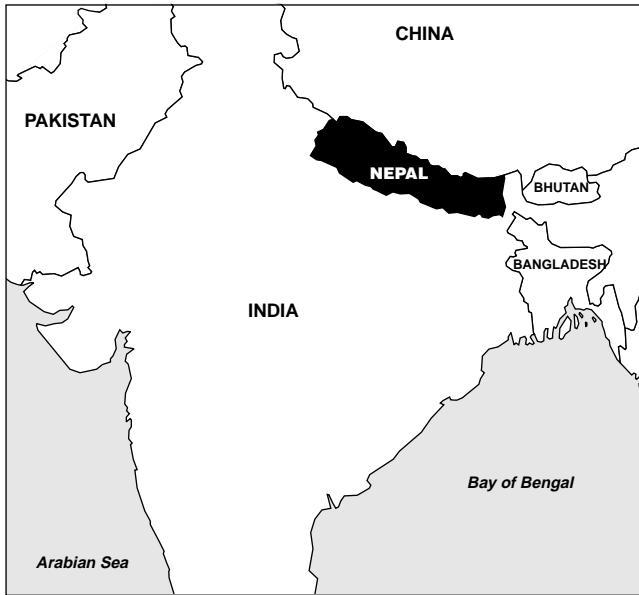 CHINA
PAKISTAN
NEPAL
BHUTAN
BANGLADESH
INDIA
Bay of Bengal
Arabian Sea